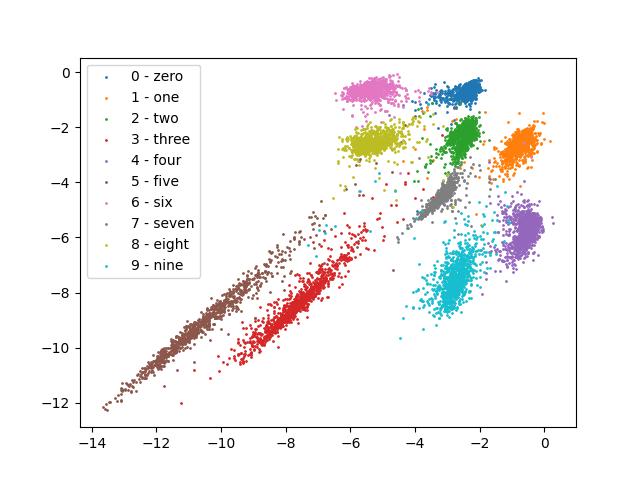 0 - zero
1 - one
2 - two
3 - three
4 - four
5 - five
6 - six
7 - seven
8 - eight
9 - nine
0
−2
−4
−6
−8
−10
−12
−14 −12 −10 −8 −6 −4 −2 0